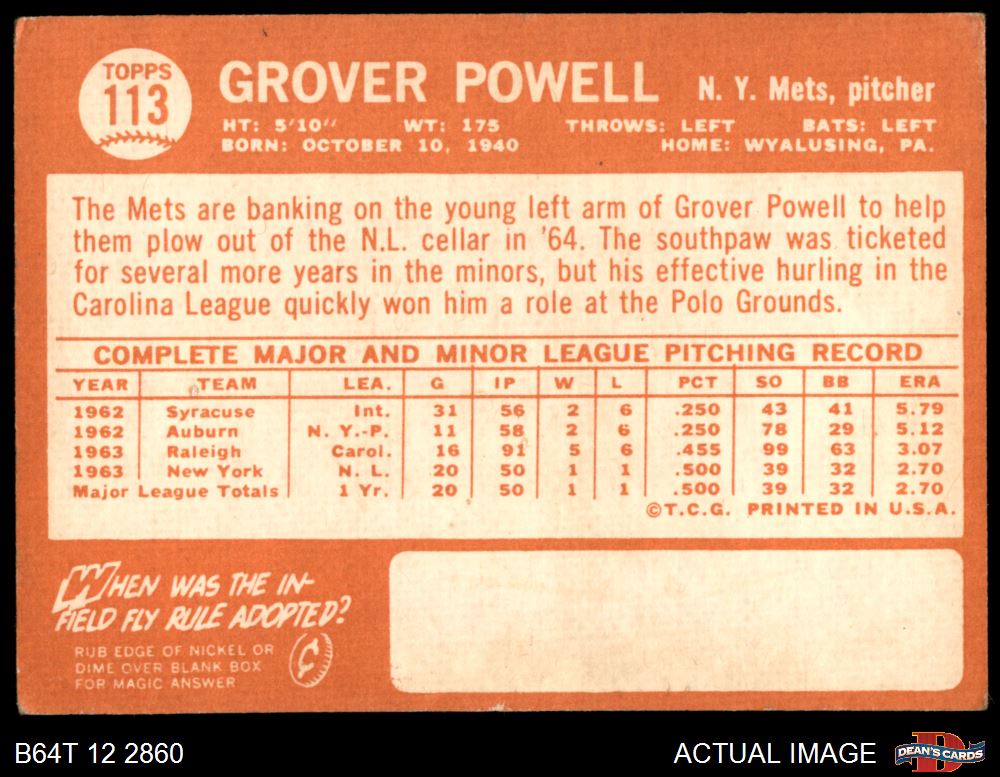 TOPPS
113
GROVER POWELL N. Y. Mets, pitcher
HT: 5'10" WT: 175 THROWS: LEFT BATS: LEFT
BORN: OCTOBER 10, 1940 HOME: WYALUSING, PA.
The Mets are banking on the young left arm of Grover Powell to help
them plow out of the N.L. cellar in '64. The southpaw was ticketed
for several more years in the minors, but his effective hurling in the
Carolina League quickly won him a role at the Polo Grounds.
COMPLETE MAJOR AND MINOR LEAGUE PITCHING RECORD
YEAR TEAM LEA. G IP W L PCT SO BB ERA
1962 Syracuse Int. 31 56 2 6 .250 43 41 5.79
1962 Auburn N. Y.-P. 11 58 2 6 .250 78 29 5.12
1963 Raleigh Carol. 16 91 5 6 .455 99 63 3.07
1963 New York N. L. 20 50 1 1 .500 39 32 2.70
Major League Totals 1 Yr. 20 50 1 1 .500 39 32 2.70
©T.C.G. PRINTED IN U.S.A.
WHEN WAS THE IN-
FIELD FLY RULE ADOPTED?
RUB EDGE OF NICKEL OR
DIME OVER BLANK BOX
FOR MAGIC ANSWER
B64T 12 2860 ACTUAL IMAGE DEAN'S CARDS